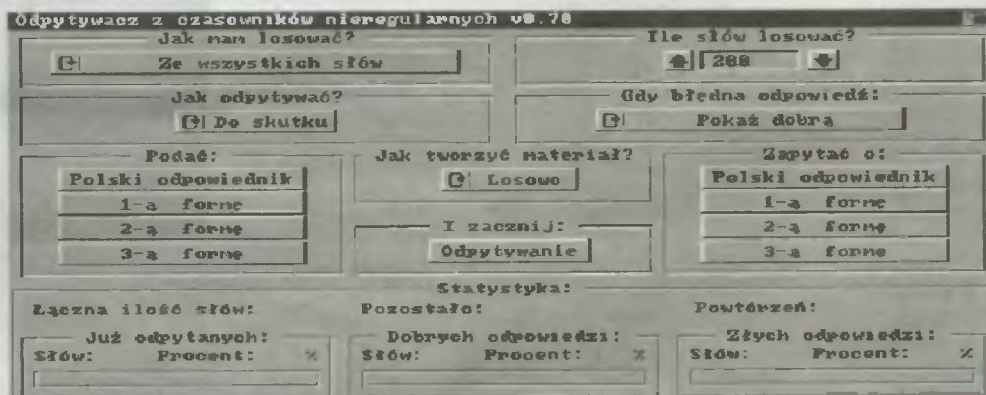 Odpytywacz z czasowników nieregularnych v0.70
Jak mam losować? Ile słów losować?
Ze wszystkich słów 200
Jak odpytywać? Gdy błedna odpowiedź:
Do skutku Pokaż dobrą
Podać: Jak tworzyć materiał? Zapytać o:
Polski odpowiednik Losowo Polski odpowiednik
1-ą formę 1-ą formę
2-ą formę I zacznij: 2-ą formę
3-ą formę Odpytywanie 3-ą formę
Statystyka:
Łączna ilość słów: Pozostało: Powtórzeń:
Już odpytanych: Dobrych odpowiedzi: Złych odpowiedzi:
Słów: Procent: % Słów: Procent: % Słów: Procent: %